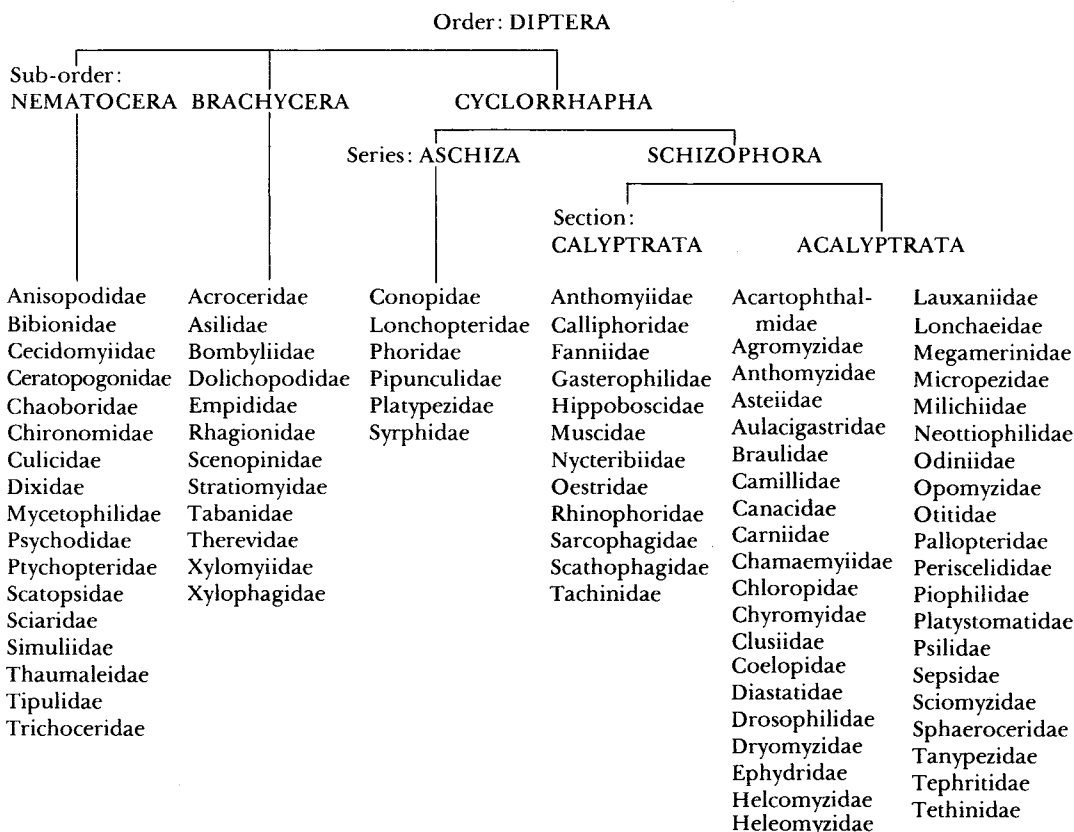 Order: DIPTERA
Sub-order:
NEMATOCERA BRACHYCERA CYCLORRHAPHA
Series: ASCHIZA SCHIZOPHORA
Section:
CALYPTRATA ACALYPTRATA
Anisopodidae
Bibionidae
Cecidomyiidae
Ceratopogonidae
Chaoboridae
Chironomidae
Culicidae
Dixidae
Mycetophilidae
Psychodidae
Ptychopteridae
Scatopsidae
Sciaridae
Simuliidae
Thaumaleidae
Tipulidae
Trichoceridae
Acroceridae
Asilidae
Bombyliidae
Dolichopodidae
Empididae
Rhagionidae
Scenopinidae
Stratiomyidae
Tabanidae
Therevidae
Xylomyiidae
Xylophagidae
Conopidae
Lonchopteridae
Phoridae
Pipunculidae
Platypezidae
Syrphidae
Anthomyiidae
Calliphoridae
Fanniidae
Gasterophilidae
Hippoboscidae
Muscidae
Nycteribiidae
Oestridae
Rhinophoridae
Sarcophagidae
Scathophagidae
Tachinidae
Acartophthal-
midae
Agromyzidae
Anthomyzidae
Asteiidae
Aulacigastridae
Braulidae
Camillidae
Canacidae
Carniidae
Chamaemyiidae
Chloropidae
Chyromyidae
Clusiidae
Coelopidae
Diastatidae
Drosophilidae
Dryomyzidae
Ephydridae
Helcomyzidae
Heleomyzidae
Lauxaniidae
Lonchaeidae
Megamerinidae
Micropezidae
Milichiidae
Neottiophilidae
Odiniidae
Opomyzidae
Otitidae
Pallopteridae
Periscelididae
Piophilidae
Platystomatidae
Psilidae
Sepsidae
Sciomyzidae
Sphaeroceridae
Tanypezidae
Tephritidae
Tethinidae